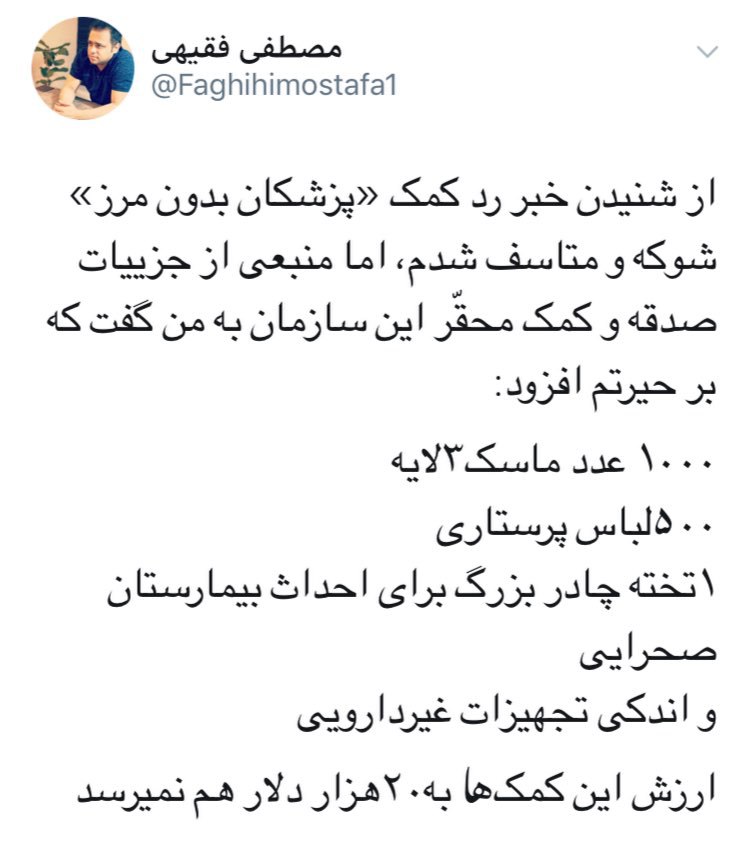 مصطفی فقیهی
@Faghihimostafa1
از شنیدن خبر رد کمک «پزشکان بدون مرز»
شوکه و متاسف شدم، اما منبعی از جزییات
صدقه و کمک محقّر این سازمان به من گفت که
بر حیرتم افزود:
۱۰۰۰ عدد ماسک۳لایه
۵۰۰لباس پرستاری
۱تخته چادر بزرگ برای احداث بیمارستان
صحرایی
و اندکی تجهیزات غیردارویی
ارزش این کمک‌ها به۲۰هزار دلار هم نمیرسد